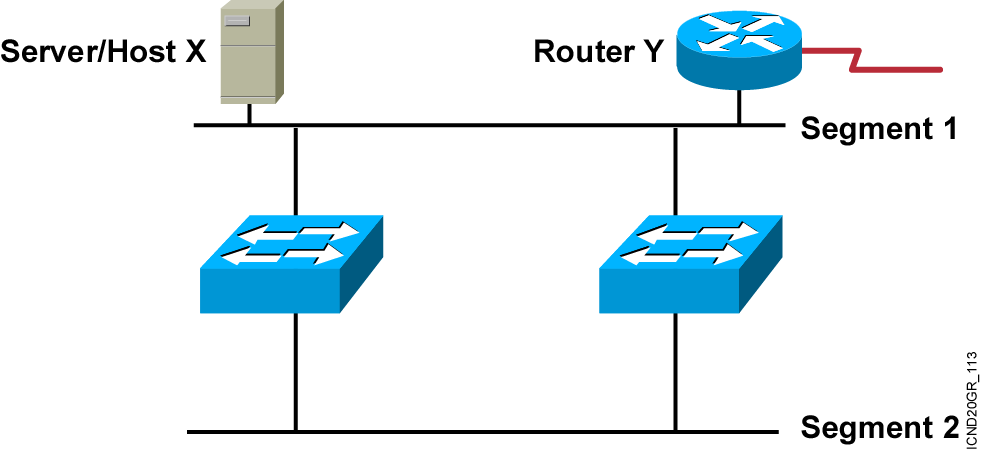 Server/Host X
Router Y
Segment 1
Segment 2
ICND20GR_113